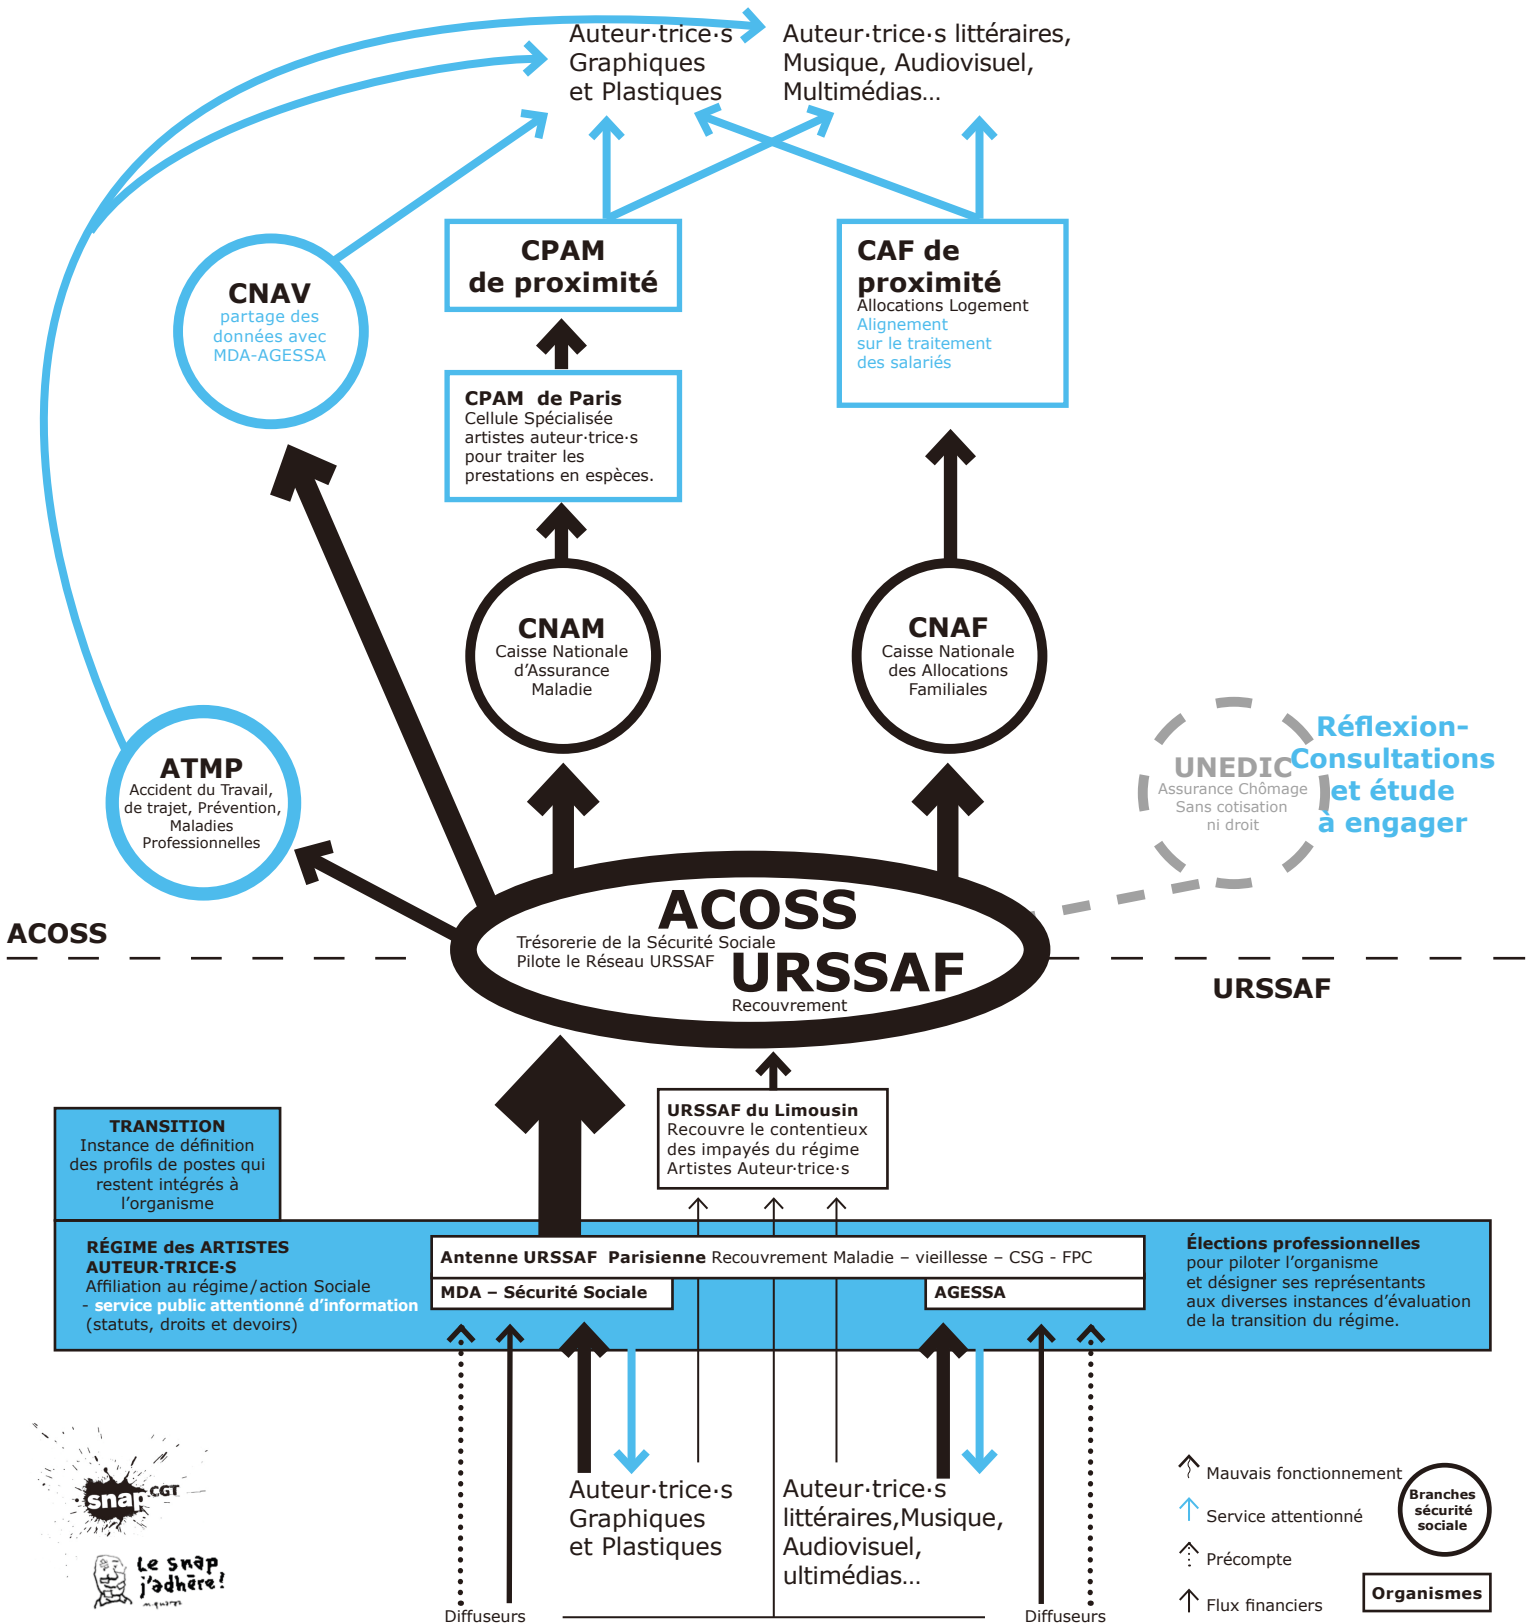 Auteur·trice·s
Graphiques
et Plastiques
Auteur·trice·s littéraires,
Musique, Audiovisuel,
Multimédias...
CNAV
partage des
données avec
MDA-AGESSA
CPAM
de proximité
CAF de
proximité
Allocations Logement
Alignement
sur le traitement
des salariés
CPAM de Paris
Cellule Spécialisée
artistes auteur·trice·s
pour traiter les
prestations en espèces.
CNAM
Caisse Nationale
d'Assurance
Maladie
CNAF
Caisse Nationale
des Allocations
Familiales
ATMP
Accident du Travail,
de trajet, Prévention,
Maladies
Professionnelles
UNEDIC
Assurance Chômage
Sans cotisation
ni droit
Réflexion-
Consultations
et étude
à engager
ACOSS
Trésorerie de la Sécurité Sociale
Pilote le Réseau URSSAF
URSSAF
Recouvrement
ACOSS
URSSAF
URSSAF du Limousin
Recouvre le contentieux
des impayés du régime
Artistes Auteur·trice·s
TRANSITION
Instance de définition
des profils de postes qui
restent intégrés à
l'organisme
RÉGIME des ARTISTES
AUTEUR·TRICE·S
Affiliation au régime/action Sociale
- service public attentionné d'information
(statuts, droits et devoirs)
Antenne URSSAF Parisienne Recouvrement Maladie – vieillesse – CSG - FPC
MDA – Sécurité Sociale
AGESSA
Élections professionnelles
pour piloter l'organisme
et désigner ses représentants
aux diverses instances d'évaluation
de la transition du régime.
Auteur·trice·s
Graphiques
et Plastiques
Auteur·trice·s
littéraires,Musique,
Audiovisuel,
ultimédias...
Diffuseurs
Diffuseurs
snap CGT
Le snap
j'adhère!
Mauvais fonctionnement
Service attentionné
Précompte
Flux financiers
Branches
sécurité
sociale
Organismes